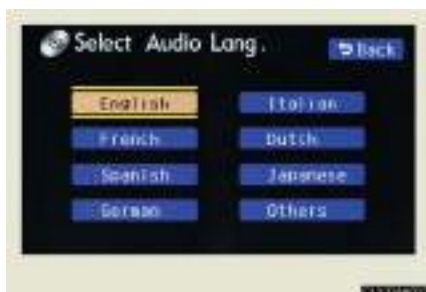 Select Audio Lang.
Back
English
Italian
French
Dutch
Spanish
Japanese
German
Others